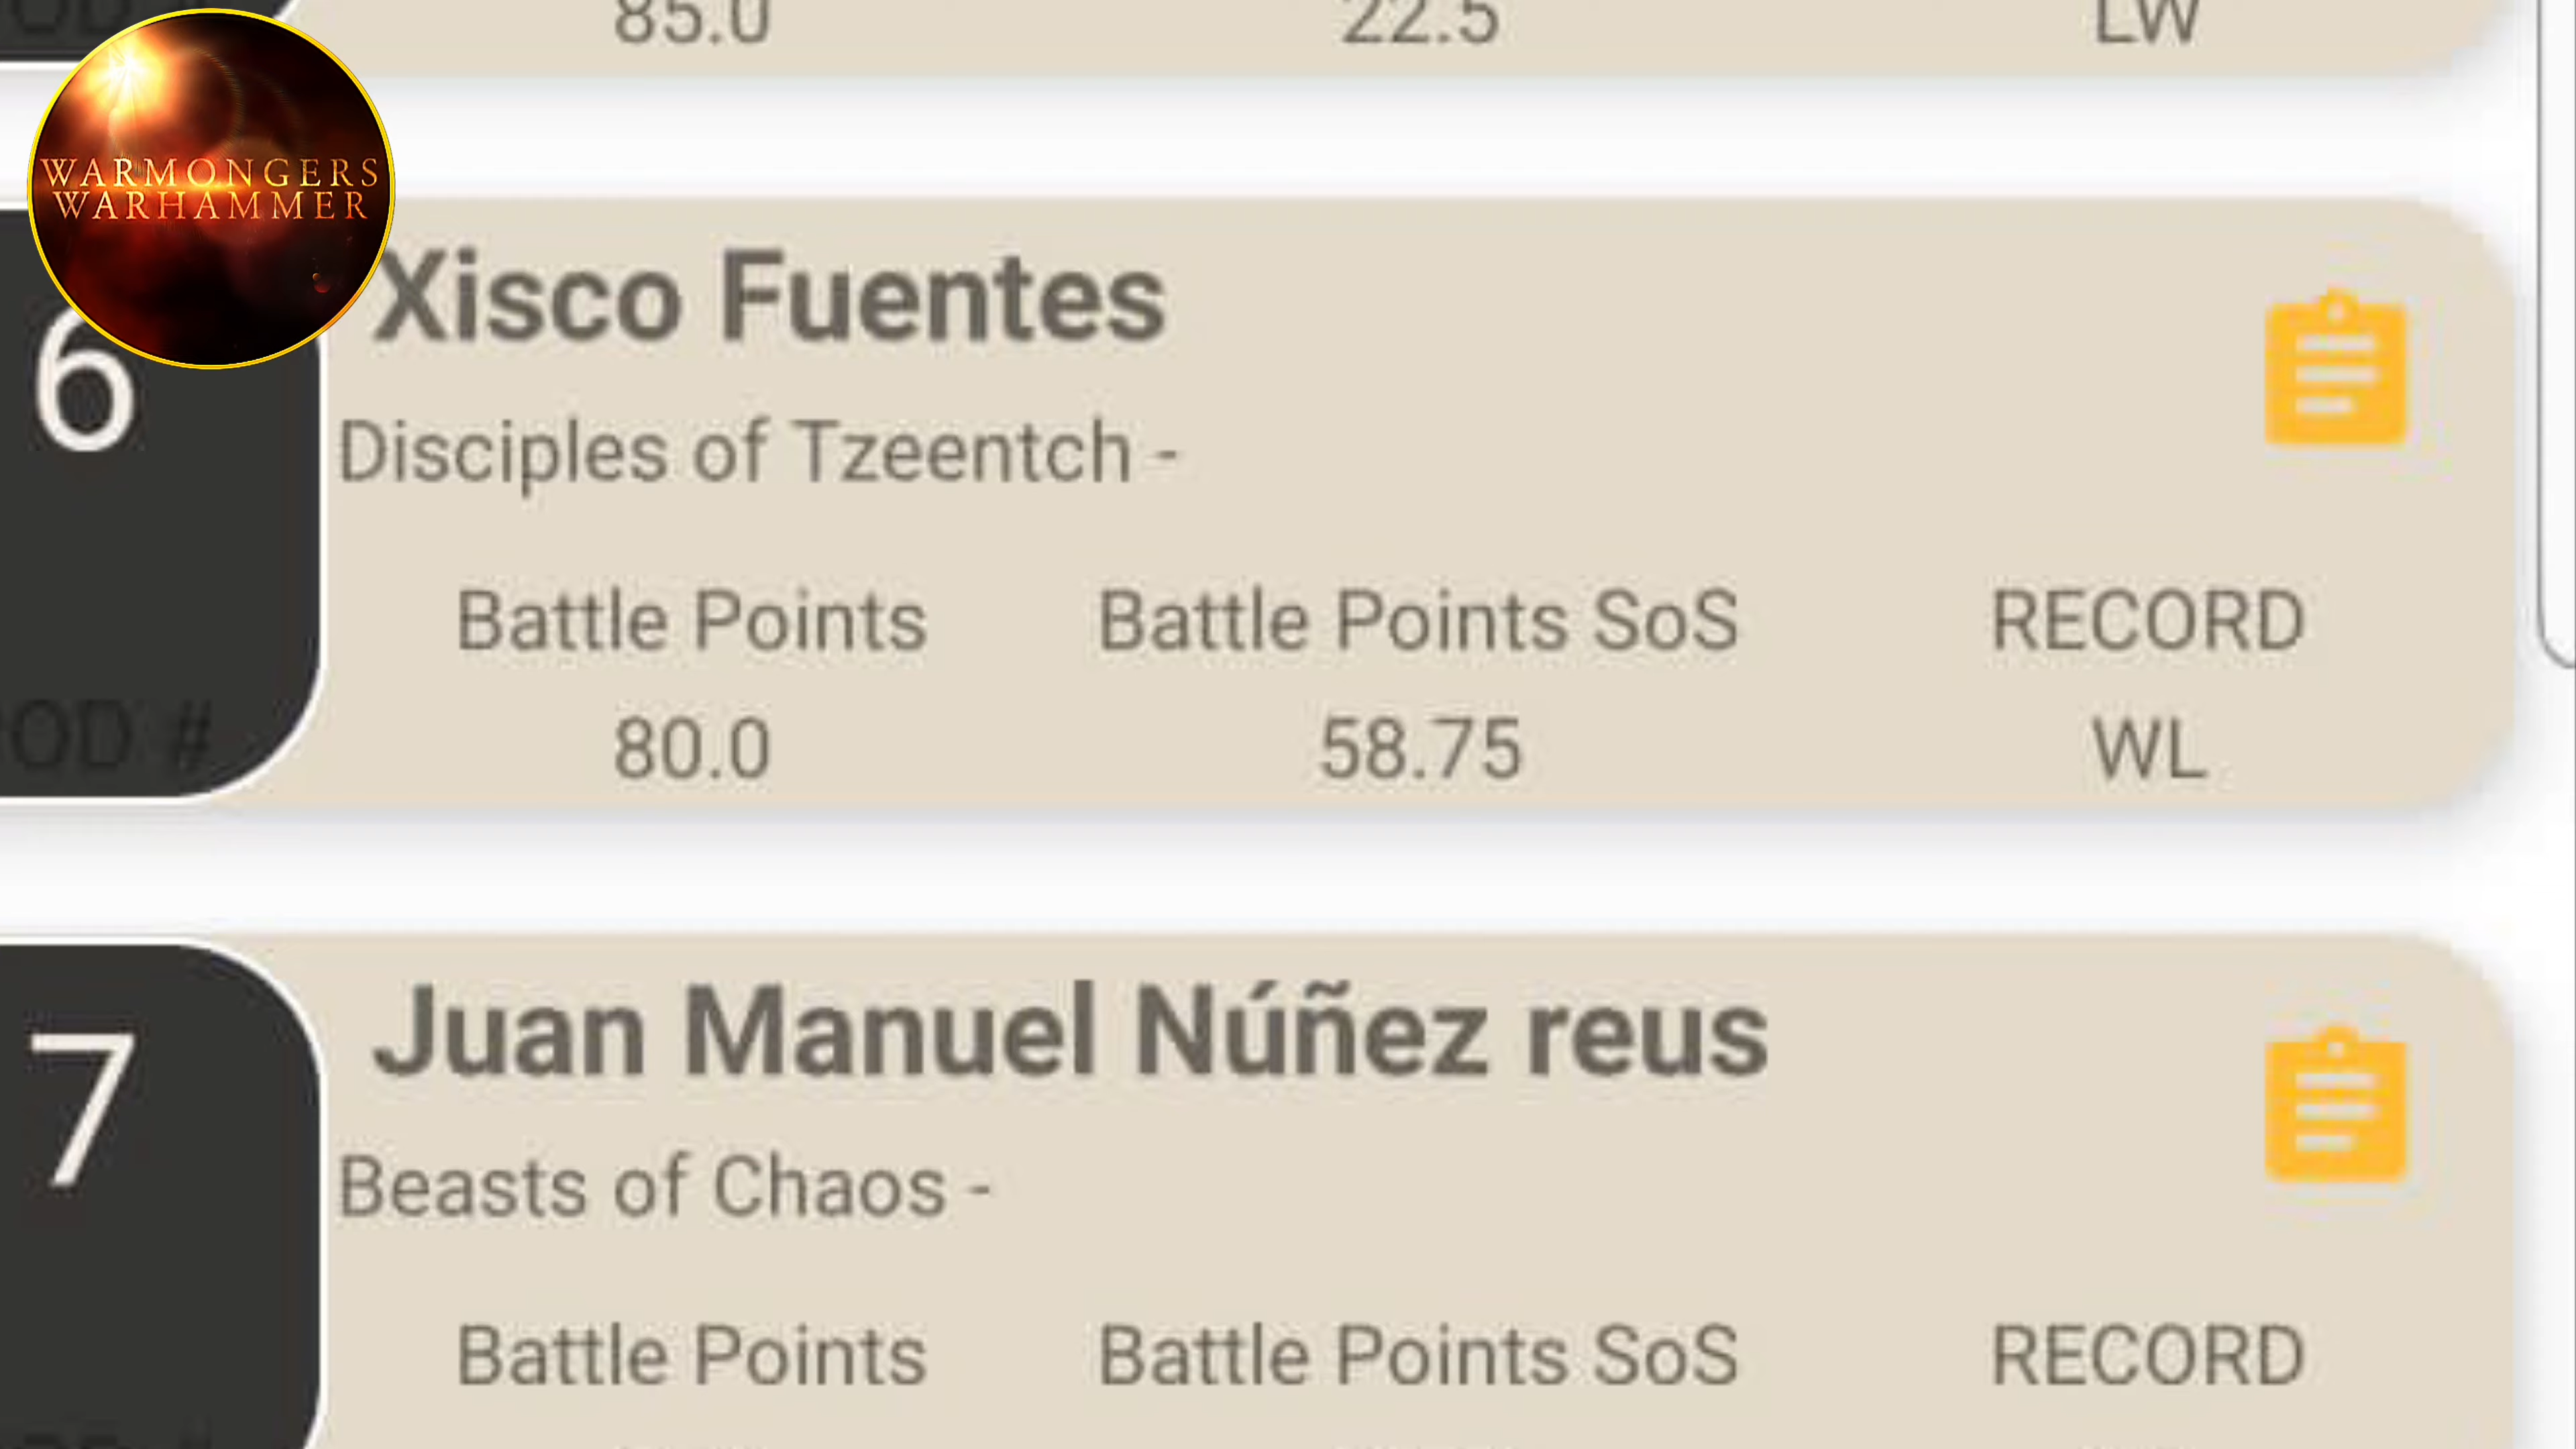 85.0 22.5 LW
WARMONGERS
WARHAMMER
6 Xisco Fuentes
Disciples of Tzeentch -
Battle Points Battle Points SoS RECORD
OD # 80.0 58.75 WL
7 Juan Manuel Núñez reus
Beasts of Chaos -
Battle Points Battle Points SoS RECORD